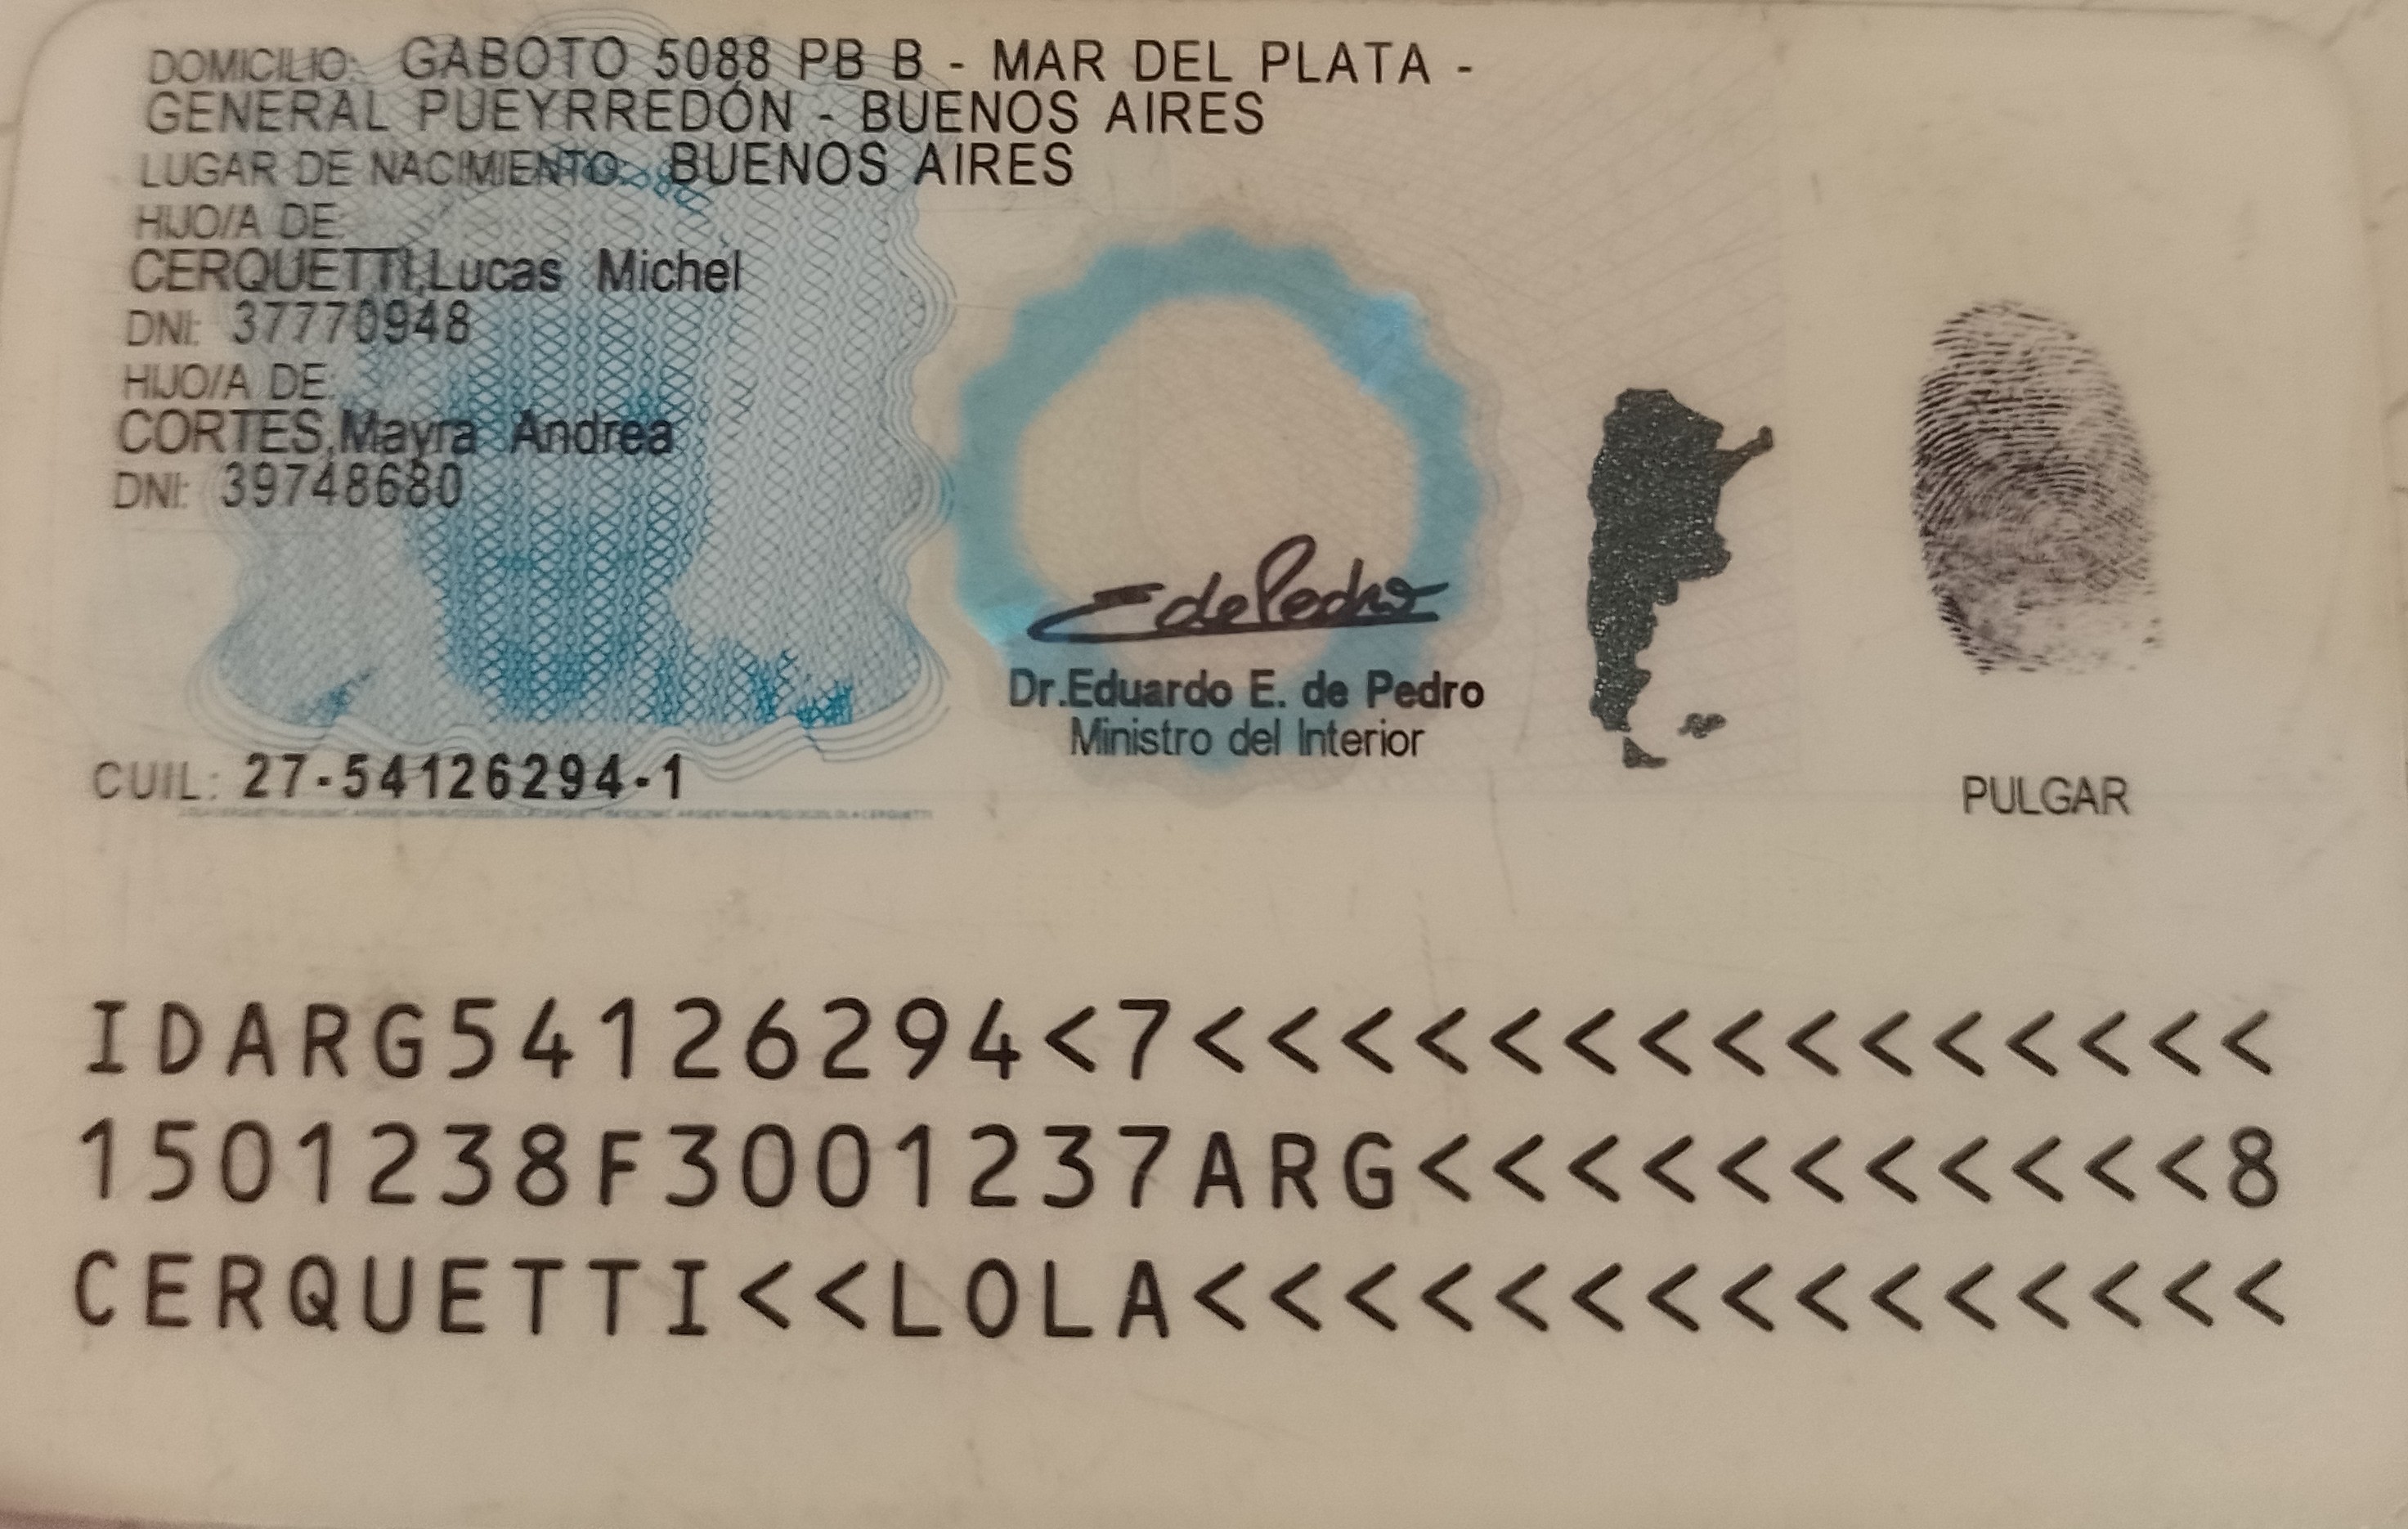 DOMICILIO: GABOTO 5088 PB B - MAR DEL PLATA -
GENERAL PUEYRREDÓN - BUENOS AIRES
LUGAR DE NACIMIENTO: BUENOS AIRES
HIJO/A DE:
CERQUETTI,Lucas Michel
DNI: 37770948
HIJO/A DE:
CORTES,Mayra Andrea
DNI: 39748680
E de Pedro
Dr.Eduardo E. de Pedro
Ministro del Interior
CUIL: 27-54126294-1
PULGAR
IDARG54126294<7<<<<<<<<<<<<<<<
1501238F3001237ARG<<<<<<<<<<<8
CERQUETTI<<LOLA<<<<<<<<<<<<<<<